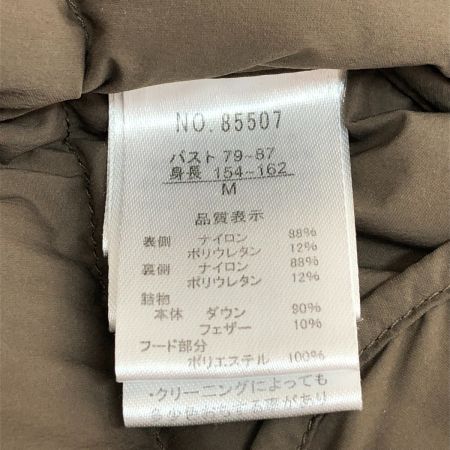 NO. 85507
バスト 79~87
身長 154~162
M
品質表示
表側 ナイロン 88%
ポリウレタン 12%
裏側 ナイロン 88%
ポリウレタン 12%
詰物
本体 ダウン 90%
フェザー 10%
フード部分
ポリエステル 100%
・クリーニングによっても
多少